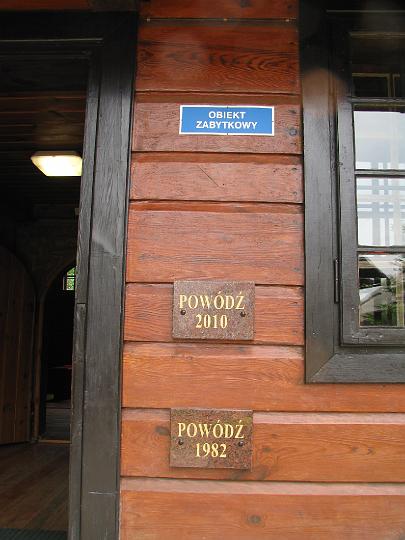 OBIEKT
ZABYTKOWY
POWÓDŹ
2010
POWÓDŹ
1982